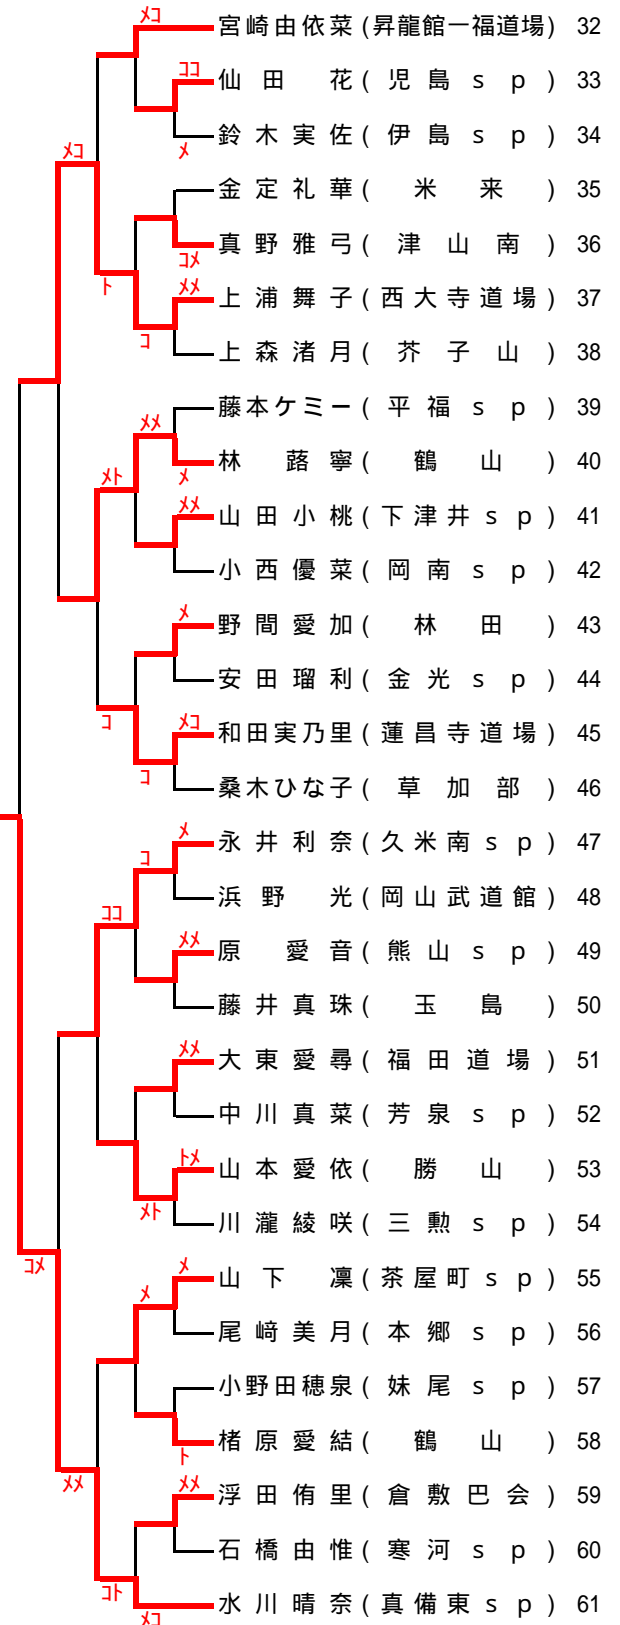 メコ
宮崎由依菜(昇龍館一福道場) 32
ココ
仙田 花(児島sp) 33
鈴木実佐(伊島sp) 34
メ
メコ
金定礼華(米来) 35
真野雅弓(津山南) 36
コメ
ト
メメ
上浦舞子(西大寺道場) 37
コ
上森渚月(芥子山) 38
藤本ケミー(平福sp) 39
メメ
林 蕗寧(鶴山) 40
メ
メト
メメ
山田小桃(下津井sp) 41
小西優菜(岡南sp) 42
メ
野間愛加(林田) 43
安田瑠利(金光sp) 44
コ
メコ
和田実乃里(蓮昌寺道場) 45
コ
桑木ひな子(草加部) 46
メ
永井利奈(久米南sp) 47
コ
浜野 光(岡山武道館) 48
ココ
メメ
原 愛音(熊山sp) 49
藤井真珠(玉島) 50
メメ
大東愛尋(福田道場) 51
中川真菜(芳泉sp) 52
トメ
山本愛依(勝山) 53
メト
川瀧綾咲(三勲sp) 54
コメ
メ
山下 凜(茶屋町sp) 55
メ
尾﨑美月(本郷sp) 56
小野田穂泉(妹尾sp) 57
楮原愛結(鶴山) 58
ト
メメ
メメ
浮田侑里(倉敷巴会) 59
石橋由惟(寒河sp) 60
コト
水川晴奈(真備東sp) 61
メコ